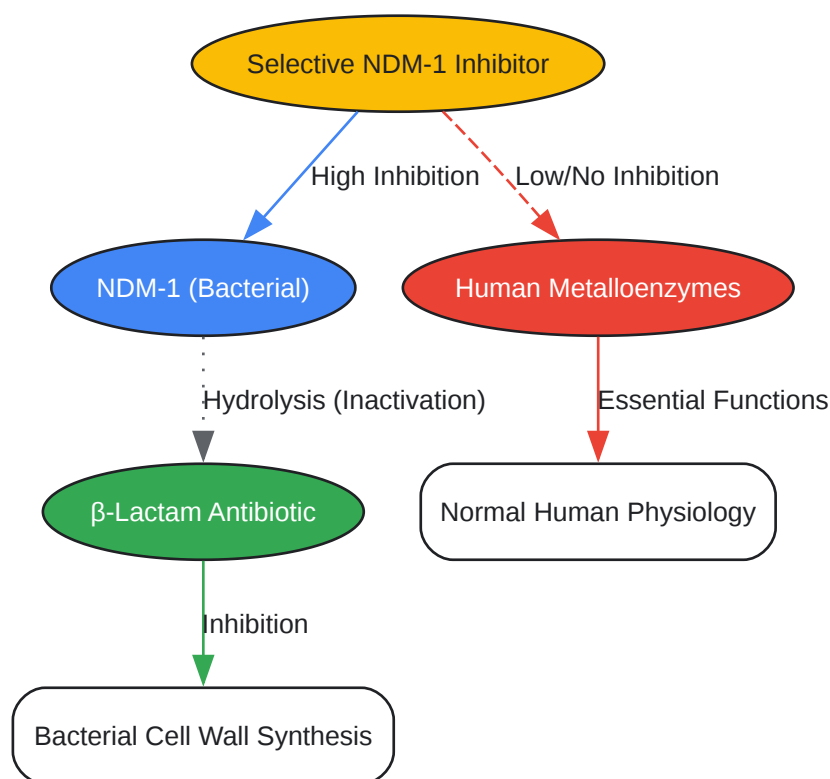 Selective NDM-1 Inhibitor
High Inhibition
Low/No Inhibition
NDM-1 (Bacterial)
Human Metalloenzymes
Hydrolysis (Inactivation)
Essential Functions
β-Lactam Antibiotic
Normal Human Physiology
Inhibition
Bacterial Cell Wall Synthesis